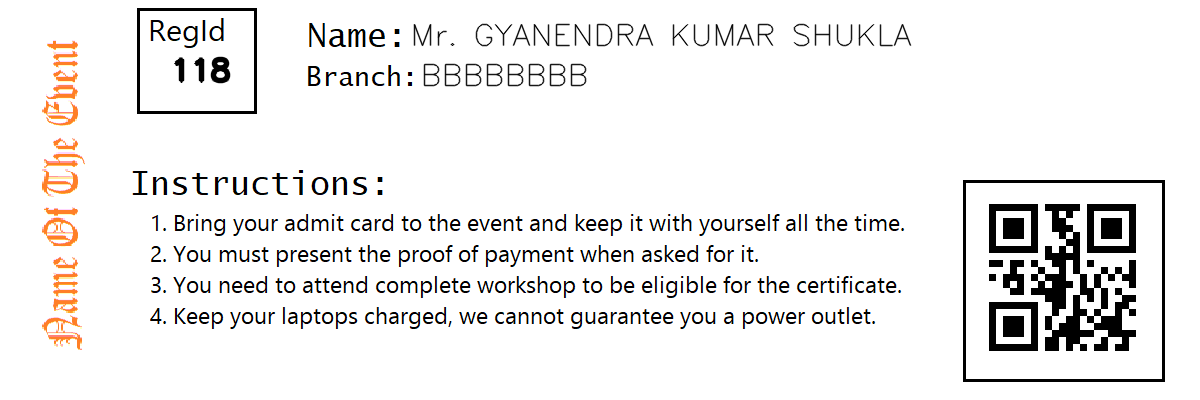 Name Of The Event
RegId
118
Name: Mr. GYANENDRA KUMAR SHUKLA
Branch: BBBBBBBB
Instructions:
1. Bring your admit card to the event and keep it with yourself all the time.
2. You must present the proof of payment when asked for it.
3. You need to attend complete workshop to be eligible for the certificate.
4. Keep your laptops charged, we cannot guarantee you a power outlet.